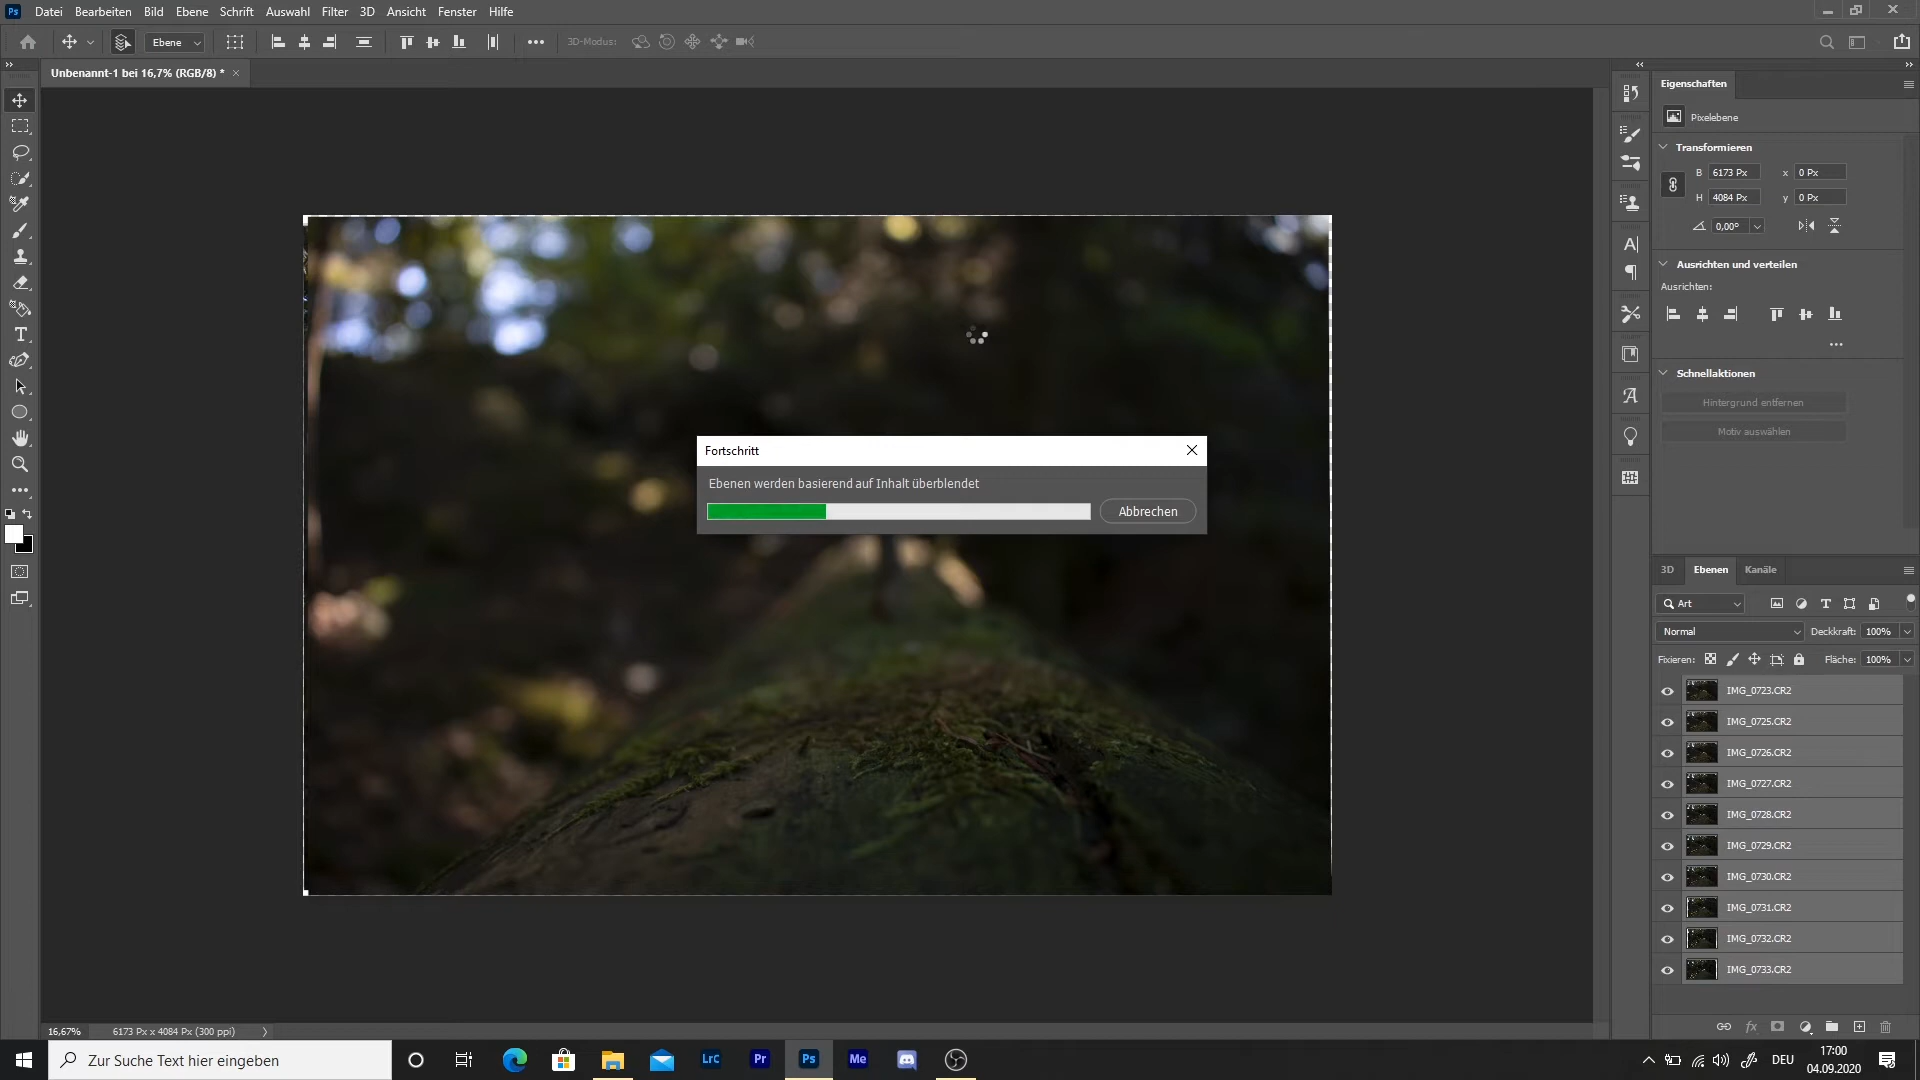 Ps Datei Bearbeiten Bild Ebene Schrift Auswahl Filter 3D Ansicht Fenster Hilfe
Ebene 3D-Modus:
Unbenannt-1 bei 16,7% (RGB/8) *
Eigenschaften
Pixelebene
Transformieren
B 6173 Px x 0 Px
H 4084 Px y 0 Px
0,00°
Ausrichten und verteilen
Ausrichten:
Schnellaktionen
Hintergrund entfernen
Motiv auswählen
Fortschritt
Ebenen werden basierend auf Inhalt überblendet
Abbrechen
3D Ebenen Kanäle
Art
Normal Deckkraft: 100%
Fixieren: Fläche: 100%
IMG_0723.CR2
IMG_0725.CR2
IMG_0726.CR2
IMG_0727.CR2
IMG_0728.CR2
IMG_0729.CR2
IMG_0730.CR2
IMG_0731.CR2
IMG_0732.CR2
IMG_0733.CR2
fx
16,67% 6173 Px x 4084 Px (300 ppi)
Zur Suche Text hier eingeben
LrC Pr Ps Me
DEU
17:00
04.09.2020